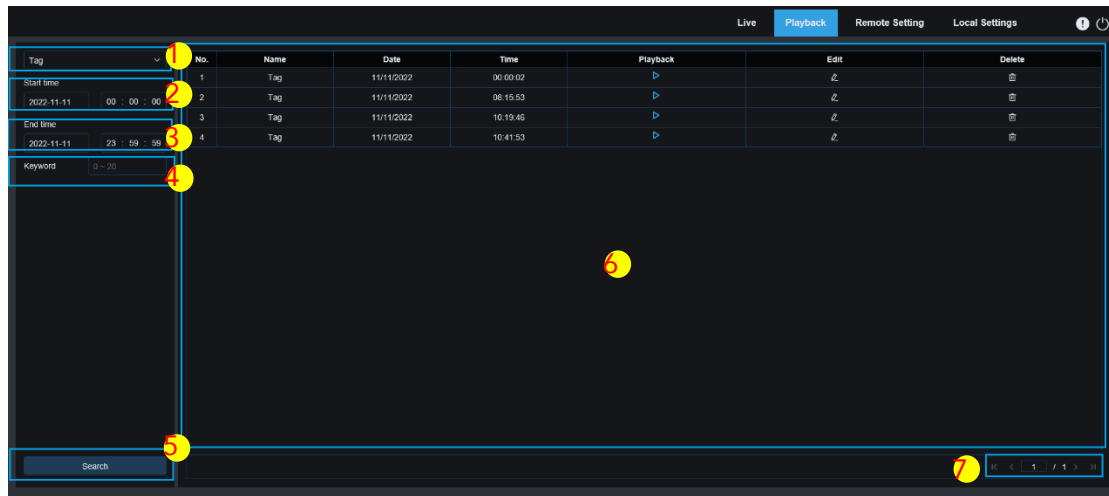 Live Playback Remote Setting Local Settings
Tag
1
Start time
2022-11-11 00 : 00 : 00
2
End time
2022-11-11 23 : 59 : 59
3
Keyword 0 ~ 20
4
No. Name Date Time Playback Edit Delete
1 Tag 11/11/2022 00:00:02
2 Tag 11/11/2022 08:15:53
3 Tag 11/11/2022 10:19:46
4 Tag 11/11/2022 10:41:53
6
5
Search
7
1 / 1